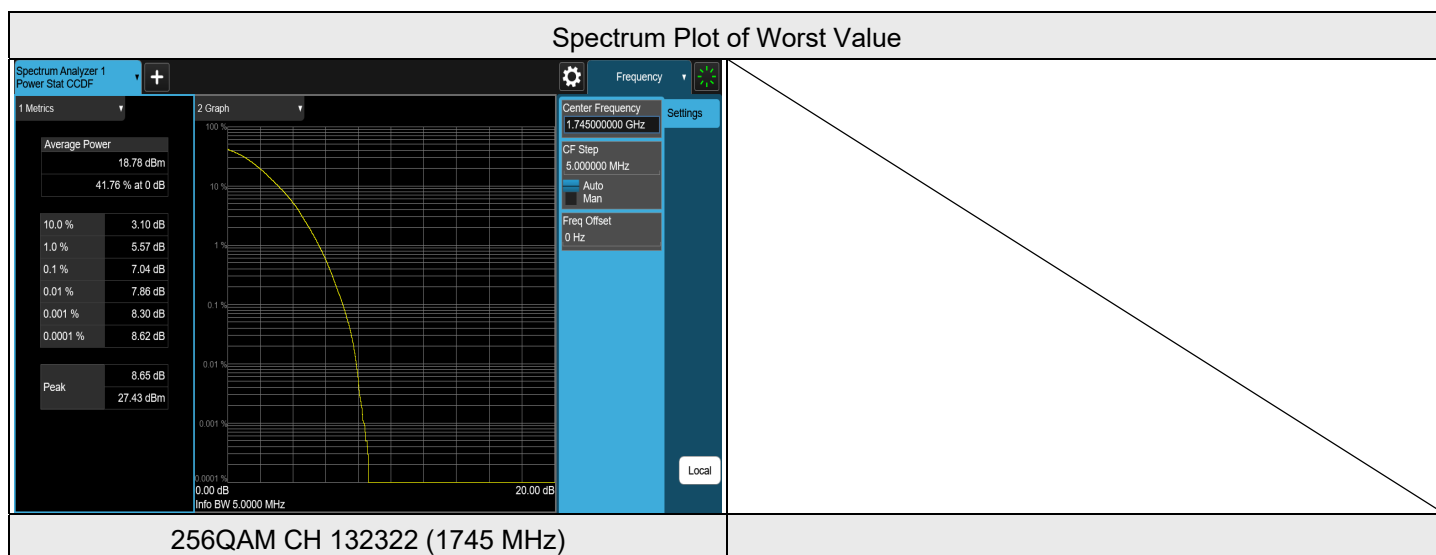 Spectrum Plot of Worst Value
Spectrum Analyzer 1
Power Stat CCDF
+
Frequency
1 Metrics
Average Power
18.78 dBm
41.76 % at 0 dB
10.0 % 3.10 dB
1.0 % 5.57 dB
0.1 % 7.04 dB
0.01 % 7.86 dB
0.001 % 8.30 dB
0.0001 % 8.62 dB
Peak 8.65 dB
27.43 dBm
2 Graph
100 %
10 %
1 %
0.1 %
0.01 %
0.001 %
0.0001 %
0.00 dB 20.00 dB
Info BW 5.0000 MHz
Center Frequency
1.745000000 GHz
CF Step
5.000000 MHz
Auto
Man
Freq Offset
0 Hz
Settings
Local
256QAM CH 132322 (1745 MHz)